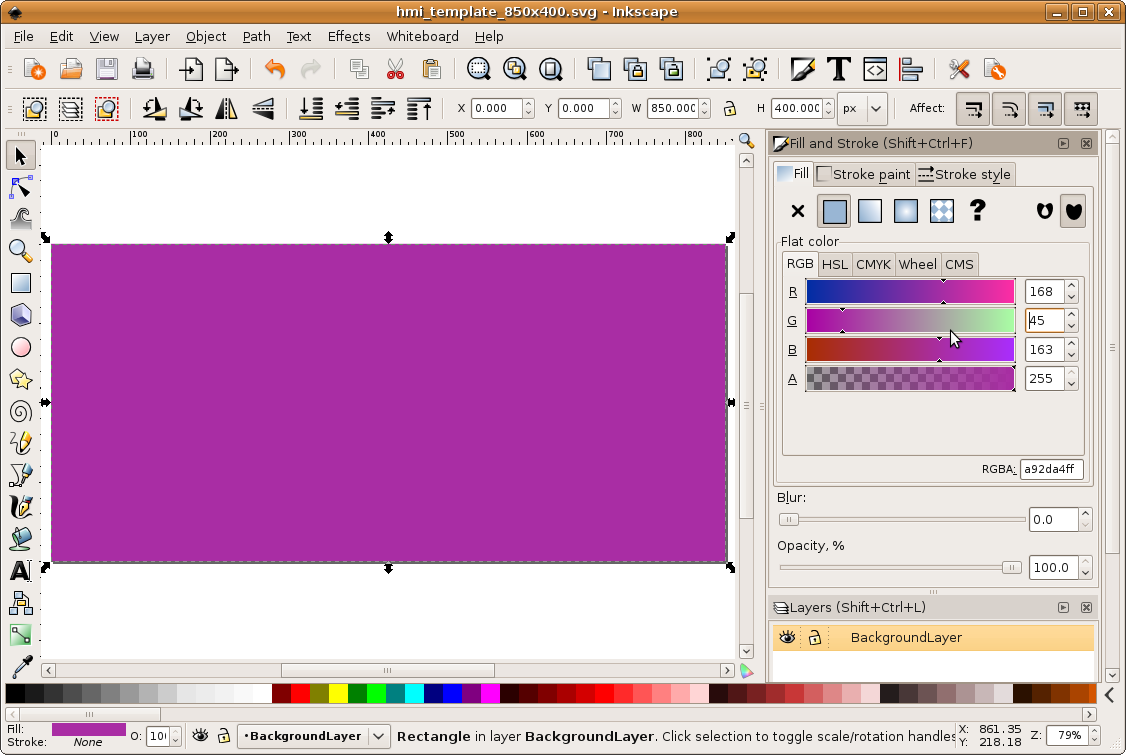 hmi_template_850x400.svg - Inkscape
File Edit View Layer Object Path Text Effects Whiteboard Help
X 0.000 Y 0.000 W 850.000 H 400.000 px Affect:
0 100 200 300 400 500 600 700 800
Fill and Stroke (Shift+Ctrl+F)
Fill Stroke paint Stroke style
Flat color
RGB HSL CMYK Wheel CMS
R 168
G 45
B 163
A 255
RGBA: a92da4ff
Blur:
0.0
Opacity, %
100.0
Layers (Shift+Ctrl+L)
BackgroundLayer
Fill:
Stroke: None
O: 10
•BackgroundLayer
Rectangle in layer BackgroundLayer. Click selection to toggle scale/rotation handles
X: 861.35
Y: 218.18
Z: 79%